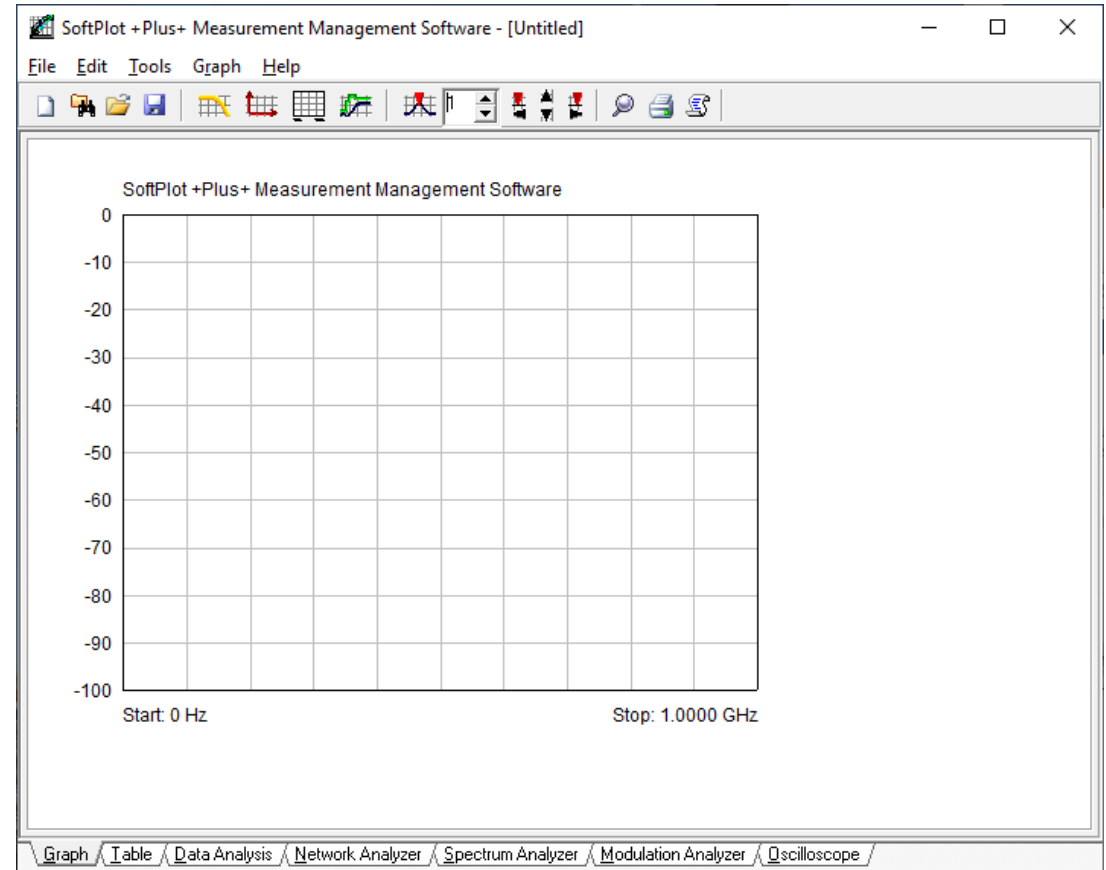 SoftPlot +Plus+ Measurement Management Software - [Untitled]
File Edit Tools Graph Help
SoftPlot +Plus+ Measurement Management Software
0
-10
-20
-30
-40
-50
-60
-70
-80
-90
-100
Start: 0 Hz Stop: 1.0000 GHz
Graph Table Data Analysis Network Analyzer Spectrum Analyzer Modulation Analyzer Oscilloscope